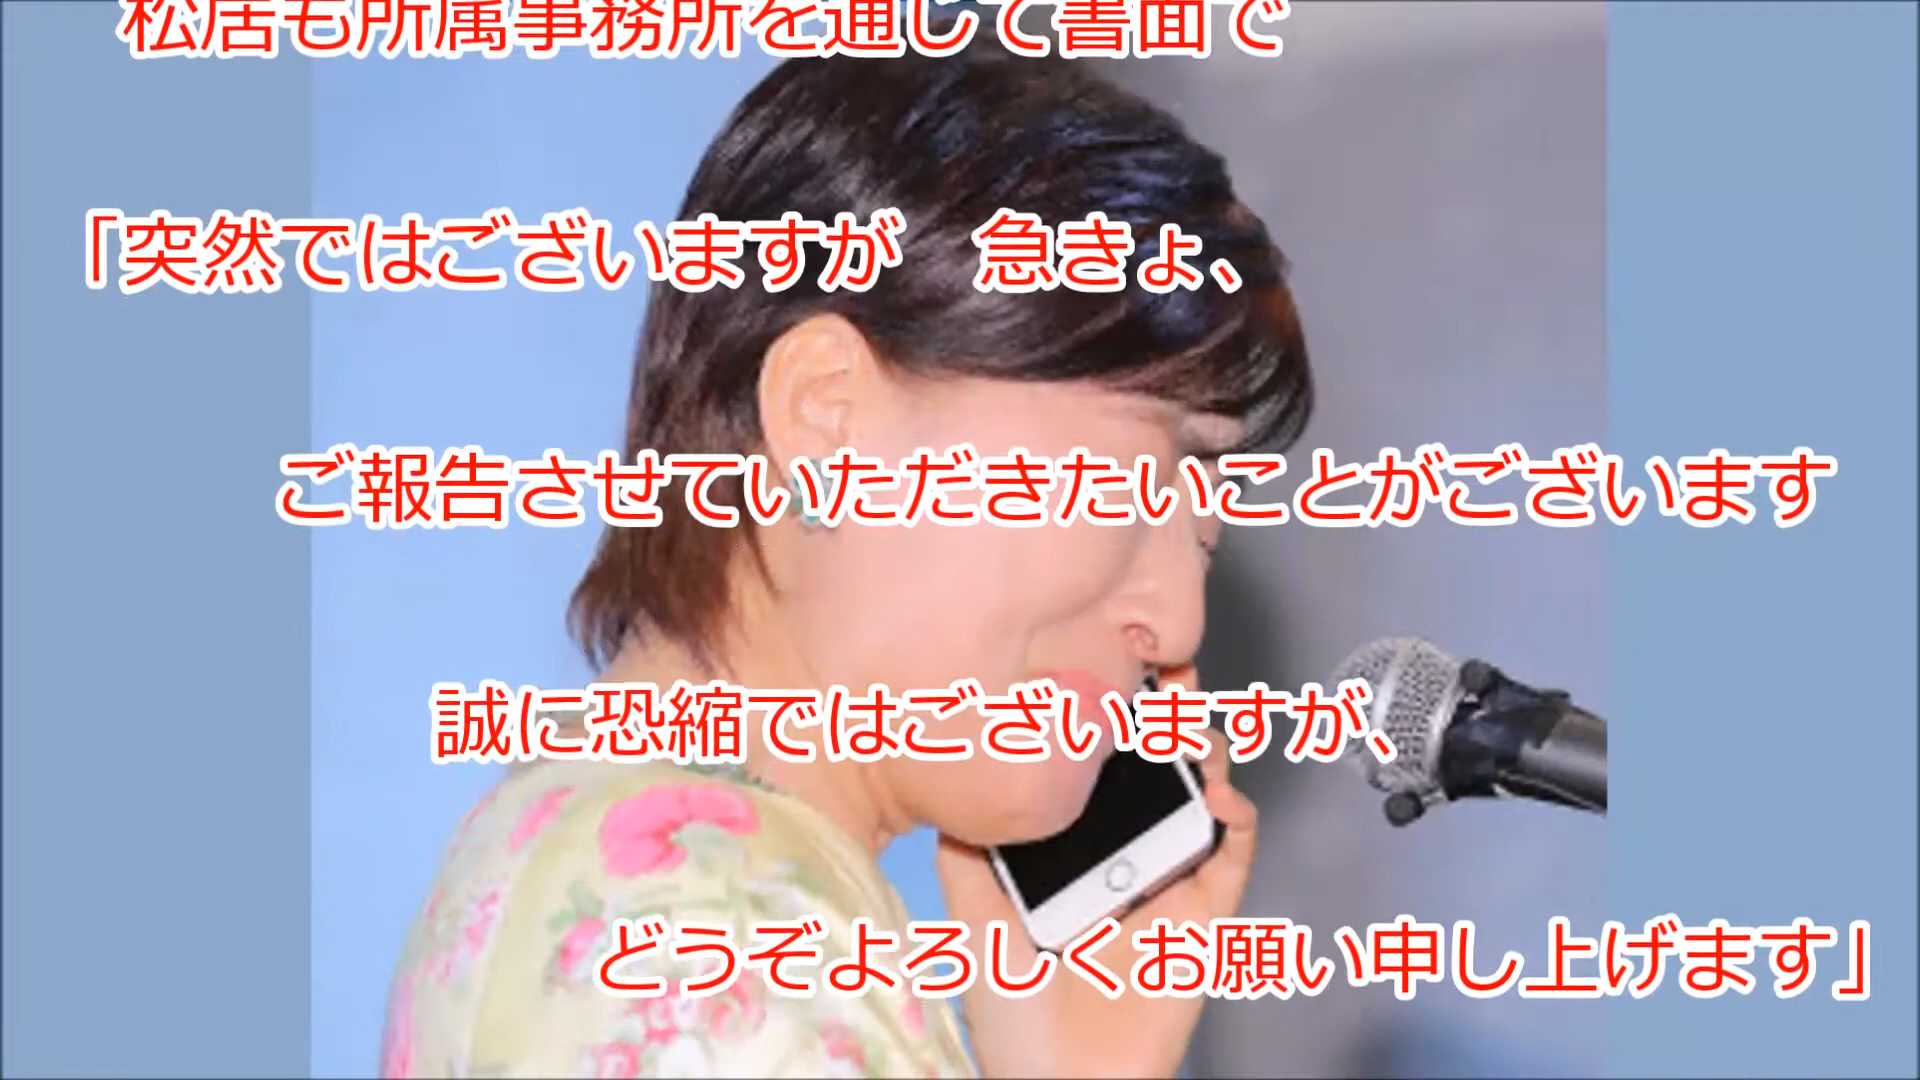 松居も所属事務所を通じて書面で
「突然ではございますが　急きょ、
ご報告させていただきたいことがございます
誠に恐縮ではございますが、
どうぞよろしくお願い申し上げます」